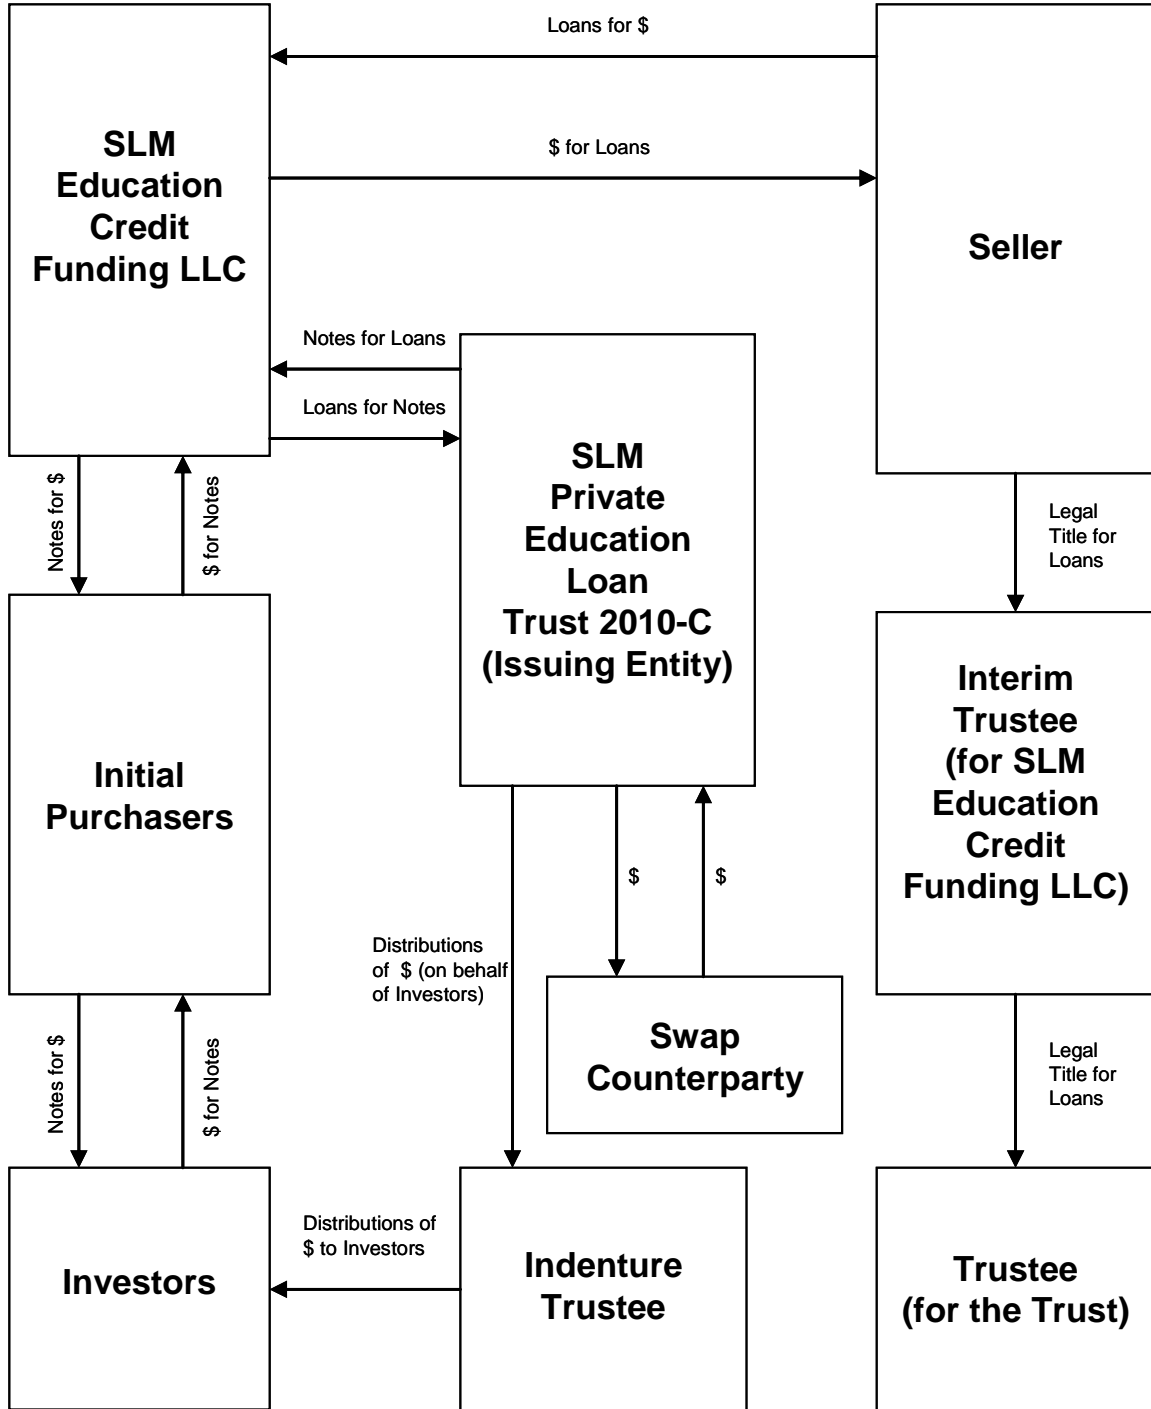 Loans for $
$ for Loans
SLM
Education
Credit
Funding LLC
Seller
Notes for Loans
Loans for Notes
SLM
Private
Education
Loan
Trust 2010-C
(Issuing Entity)
Notes for $
$ for Notes
Legal
Title for
Loans
Initial
Purchasers
Interim
Trustee
(for SLM
Education
Credit
Funding LLC)
$
$
Distributions
of $ (on behalf
of Investors)
Swap
Counterparty
Notes for $
$ for Notes
Legal
Title for
Loans
Investors
Distributions of
$ to Investors
Indenture
Trustee
Trustee
(for the Trust)